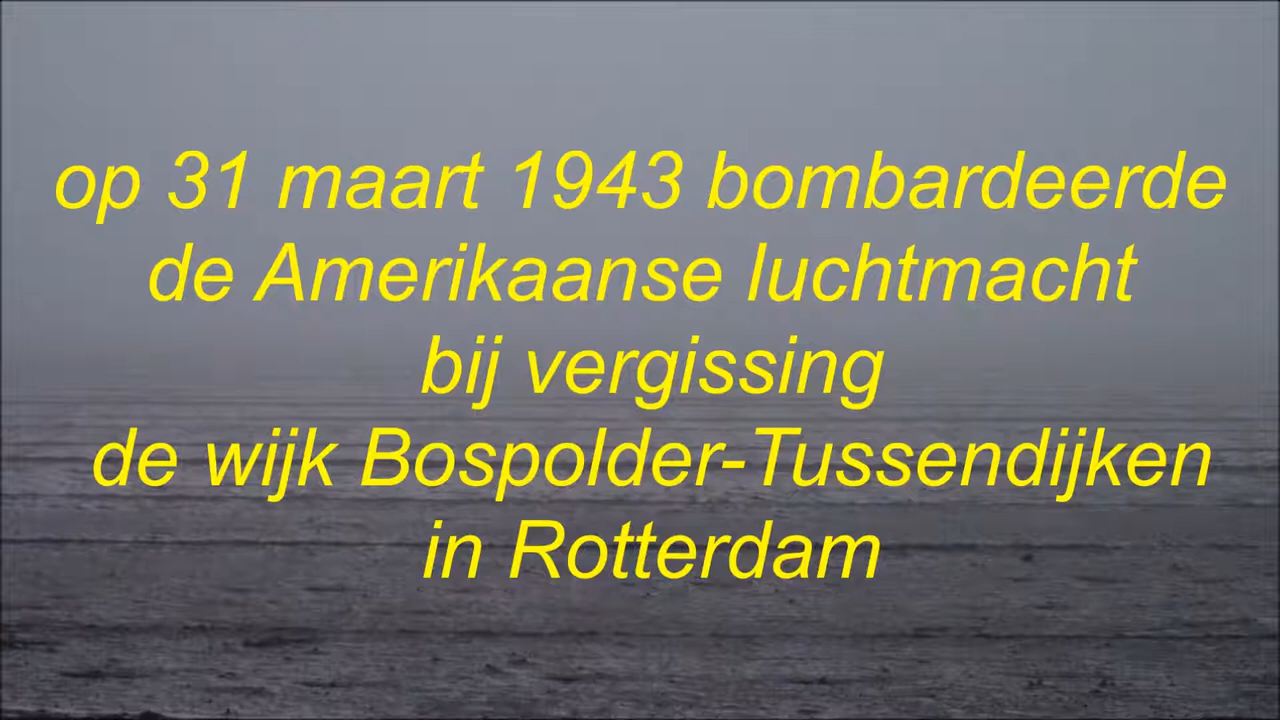 op 31 maart 1943 bombardeerde
de Amerikaanse luchtmacht
bij vergissing
de wijk Bospolder-Tussendijken
in Rotterdam